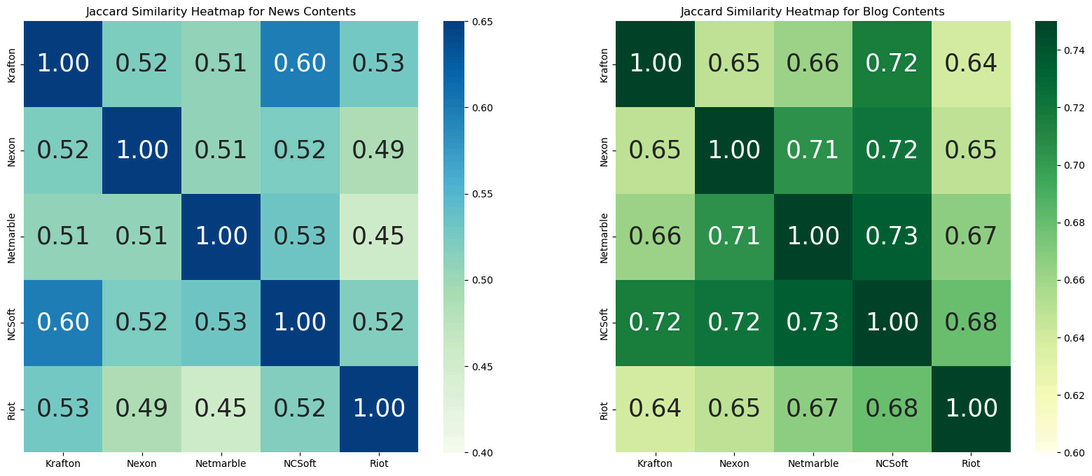 Jaccard Similarity Heatmap for News Contents
Krafton 1.00 0.52 0.51 0.60 0.53
Nexon 0.52 1.00 0.51 0.52 0.49
Netmarble 0.51 0.51 1.00 0.53 0.45
NCSoft 0.60 0.52 0.53 1.00 0.52
Riot 0.53 0.49 0.45 0.52 1.00
Krafton Nexon Netmarble NCSoft Riot
0.65
0.60
0.55
0.50
0.45
0.40
Jaccard Similarity Heatmap for Blog Contents
Krafton 1.00 0.65 0.66 0.72 0.64
Nexon 0.65 1.00 0.71 0.72 0.65
Netmarble 0.66 0.71 1.00 0.73 0.67
NCSoft 0.72 0.72 0.73 1.00 0.68
Riot 0.64 0.65 0.67 0.68 1.00
Krafton Nexon Netmarble NCSoft Riot
0.74
0.72
0.70
0.68
0.66
0.64
0.62
0.60